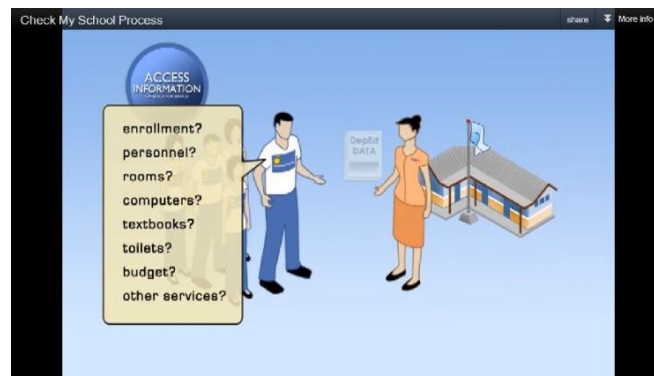 Check My School Process
share
More info
ACCESS
INFORMATION
enrollment?
personnel?
rooms?
computers?
textbooks?
toilets?
budget?
other services?
DepEd
DATA